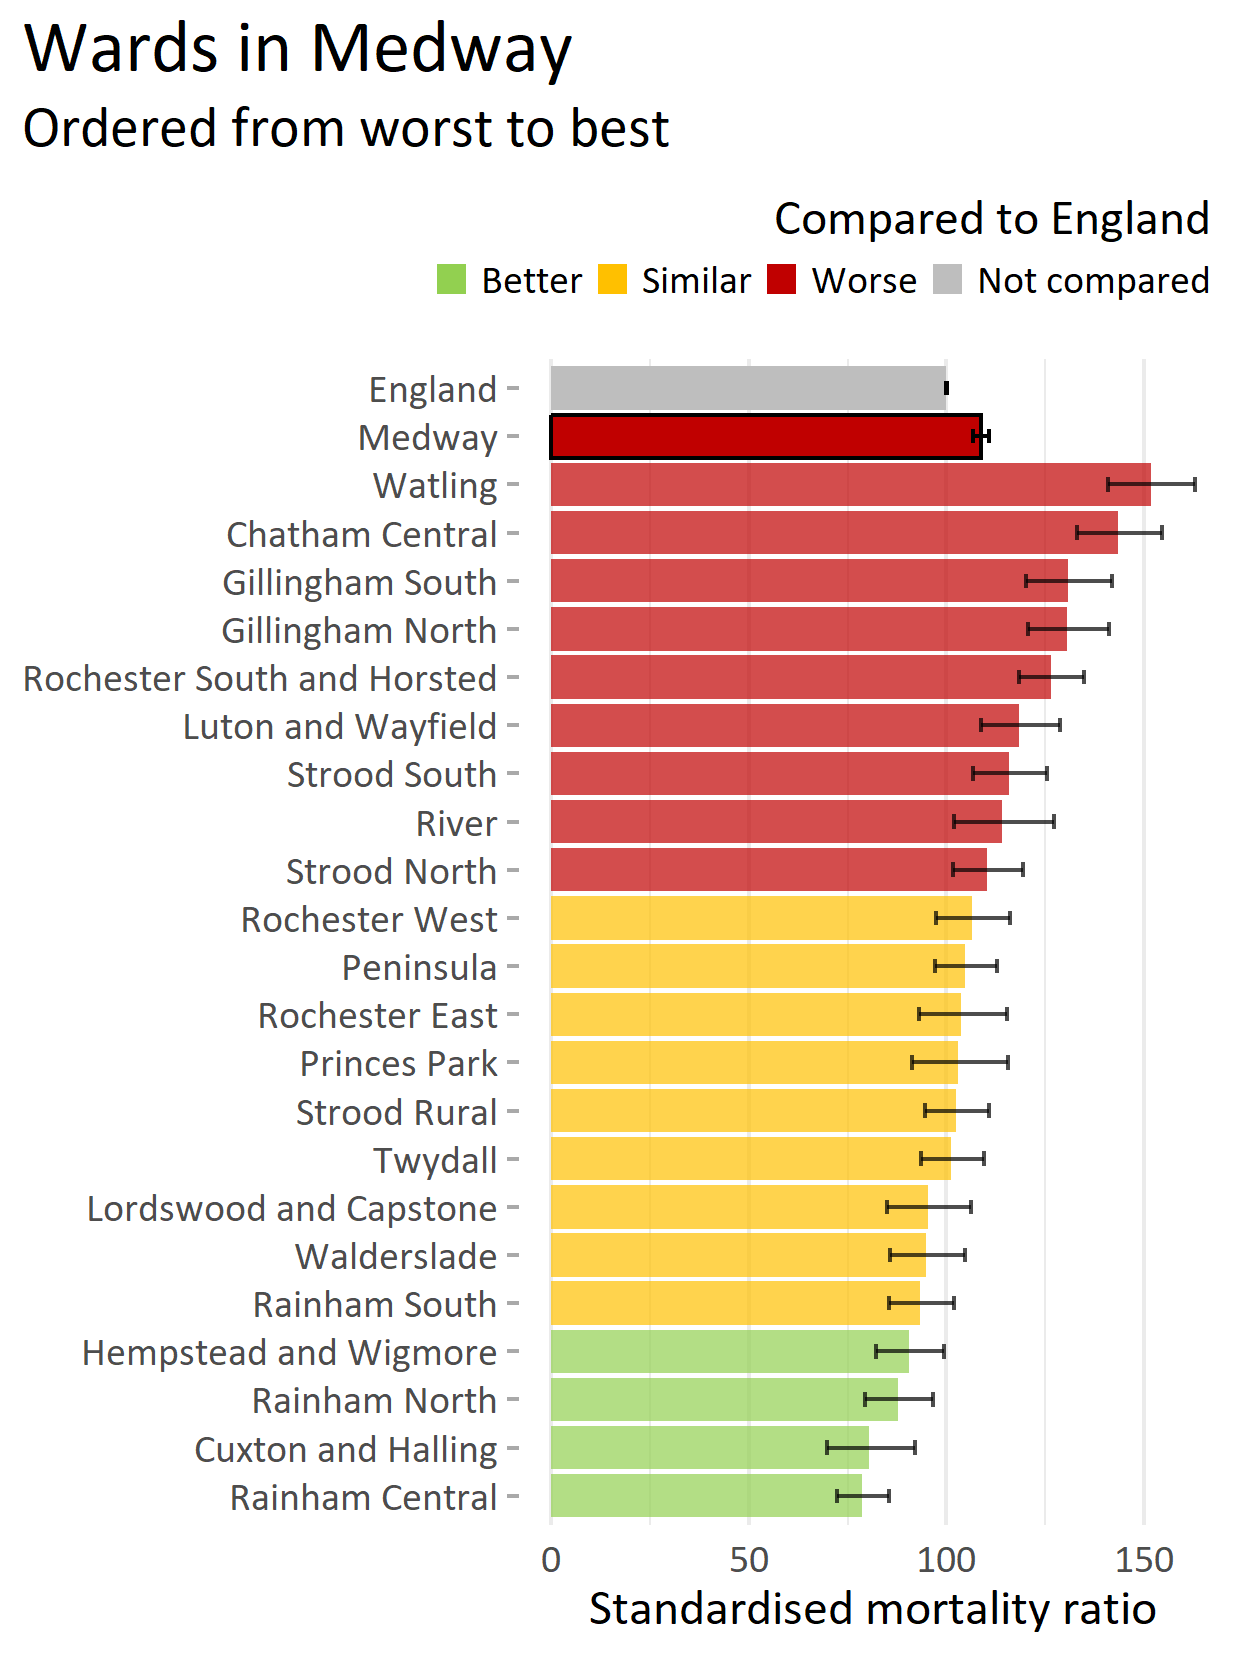 Wards in Medway
Ordered from worst to best
Compared to England
Better Similar Worse Not compared
England
Medway
Watling
Chatham Central
Gillingham South
Gillingham North
Rochester South and Horsted
Luton and Wayfield
Strood South
River
Strood North
Rochester West
Peninsula
Rochester East
Princes Park
Strood Rural
Twydall
Lordswood and Capstone
Walderslade
Rainham South
Hempstead and Wigmore
Rainham North
Cuxton and Halling
Rainham Central
0 50 100 150
Standardised mortality ratio